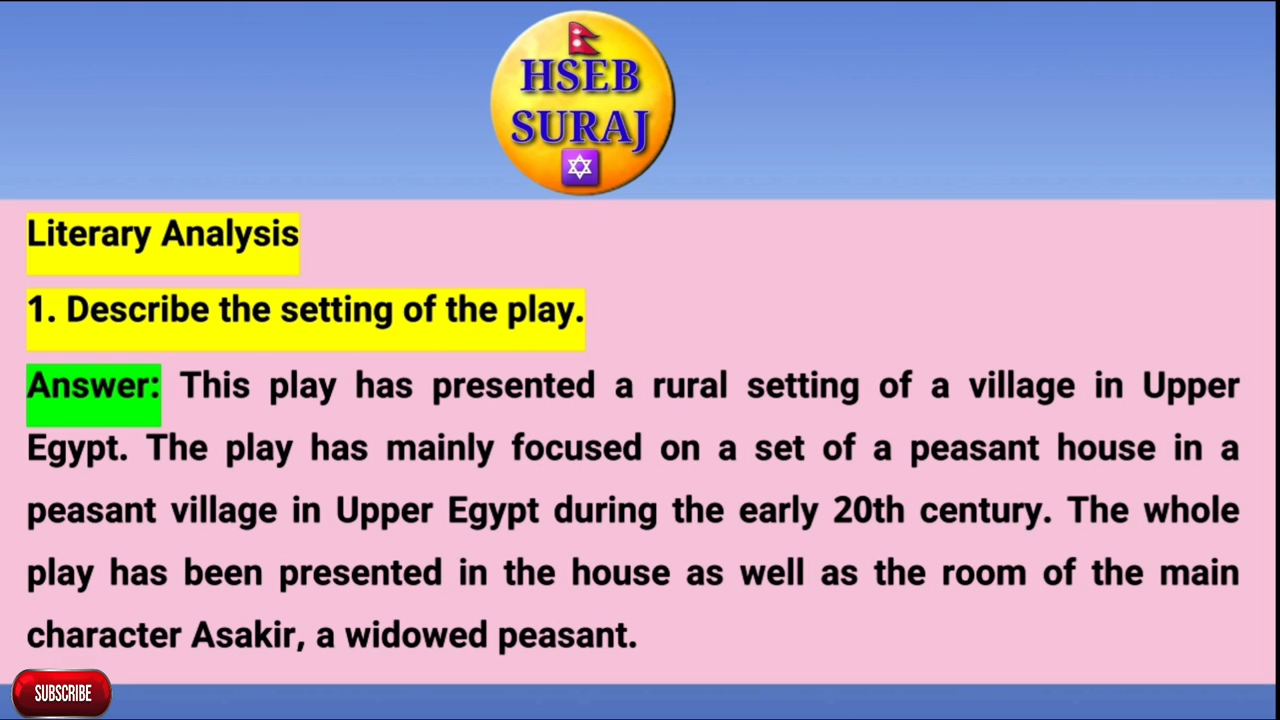 HSEB
SURAJ
Literary Analysis
1. Describe the setting of the play.
Answer: This play has presented a rural setting of a village in Upper
Egypt. The play has mainly focused on a set of a peasant house in a
peasant village in Upper Egypt during the early 20th century. The whole
play has been presented in the house as well as the room of the main
character Asakir, a widowed peasant.
SUBSCRIBE